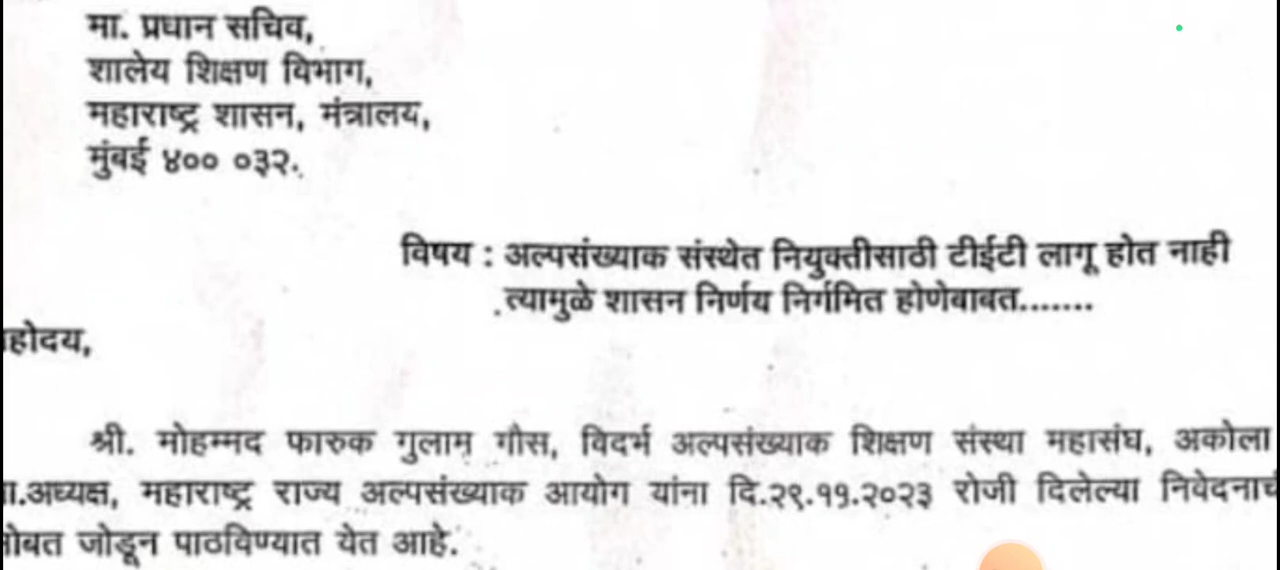 मा. प्रधान सचिव,
शालेय शिक्षण विभाग,
महाराष्ट्र शासन, मंत्रालय,
मुंबई ४०० ०३२.
विषय : अल्पसंख्याक संस्थेत नियुक्तीसाठी टीईटी लागू होत नाही
त्यामुळे शासन निर्णय निर्गमित होणेबाबत.......
होदय,
श्री. मोहम्मद फारुक गुलाम गौस, विदर्भ अल्पसंख्याक शिक्षण संस्था महासंघ, अकोला
ा.अध्यक्ष, महाराष्ट्र राज्य अल्पसंख्याक आयोग यांना दि.२९.११.२०२३ रोजी दिलेल्या निवेदनाच
ोबत जोडून पाठविण्यात येत आहे.